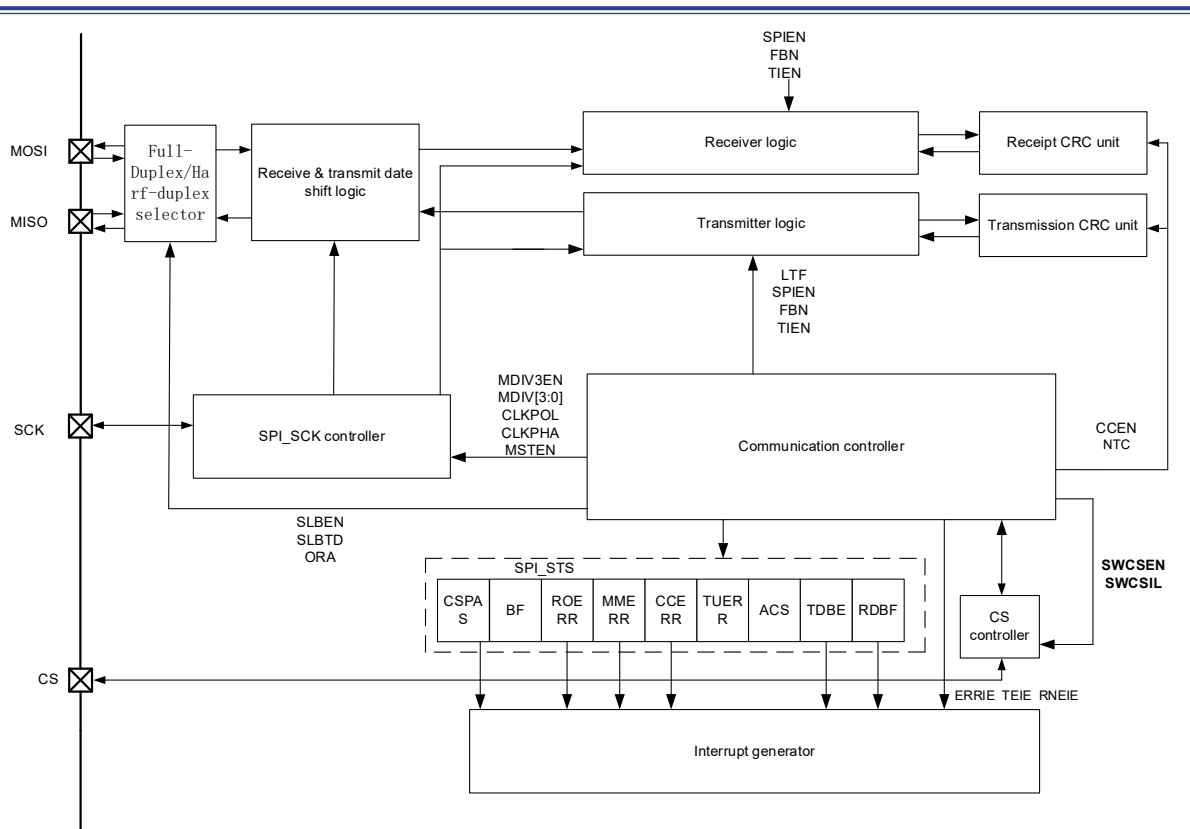 SPIEN
FBN
TIEN
MOSI
Full-
Duplex/Ha
rf-duplex
selector
Receive & transmit date
shift logic
Receiver logic
Receipt CRC unit
MISO
Transmitter logic
Transmission CRC unit
LTF
SPIEN
FBN
TIEN
MDIV3EN
MDIV[3:0]
CLKPOL
CLKPHA
MSTEN
SCK
SPI_SCK controller
Communication controller
CCEN
NTC
SLBEN
SLBTD
ORA
SPI_STS
CSPA
S
BF
ROE
RR
MME
RR
CCE
RR
TUER
R
ACS
TDBE
RDBF
SWCSEN
SWCSIL
CS
controller
CS
ERRIE TEIE RNEIE
Interrupt generator